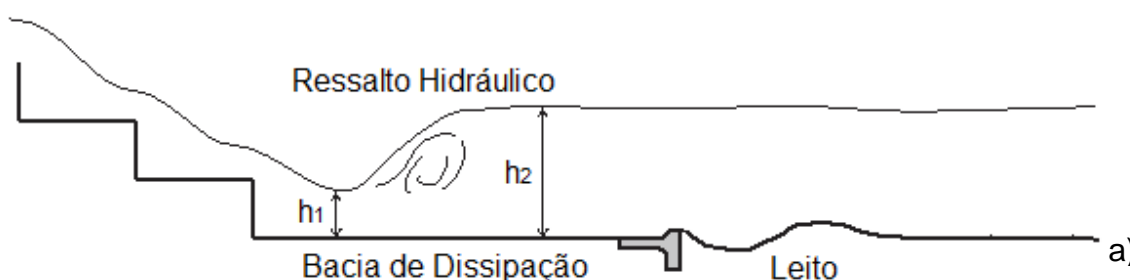 Ressalto Hidráulico
h1
h2
a)
Bacia de Dissipação
Leito